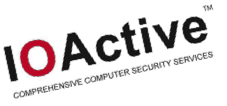 IOActive™
COMPREHENSIVE COMPUTER SECURITY SERVICES